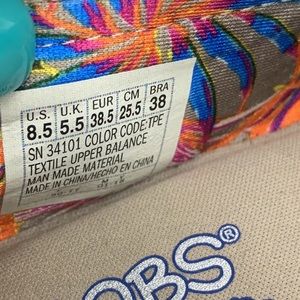 U.S. U.K. EUR CM BRA
8.5 5.5 38.5 25.5 38
SN 34101 COLOR CODE:TPE
TEXTILE UPPER BALANCE
MAN MADE MATERIAL
MADE IN CHINA/HECHO EN CHINA
OBS®